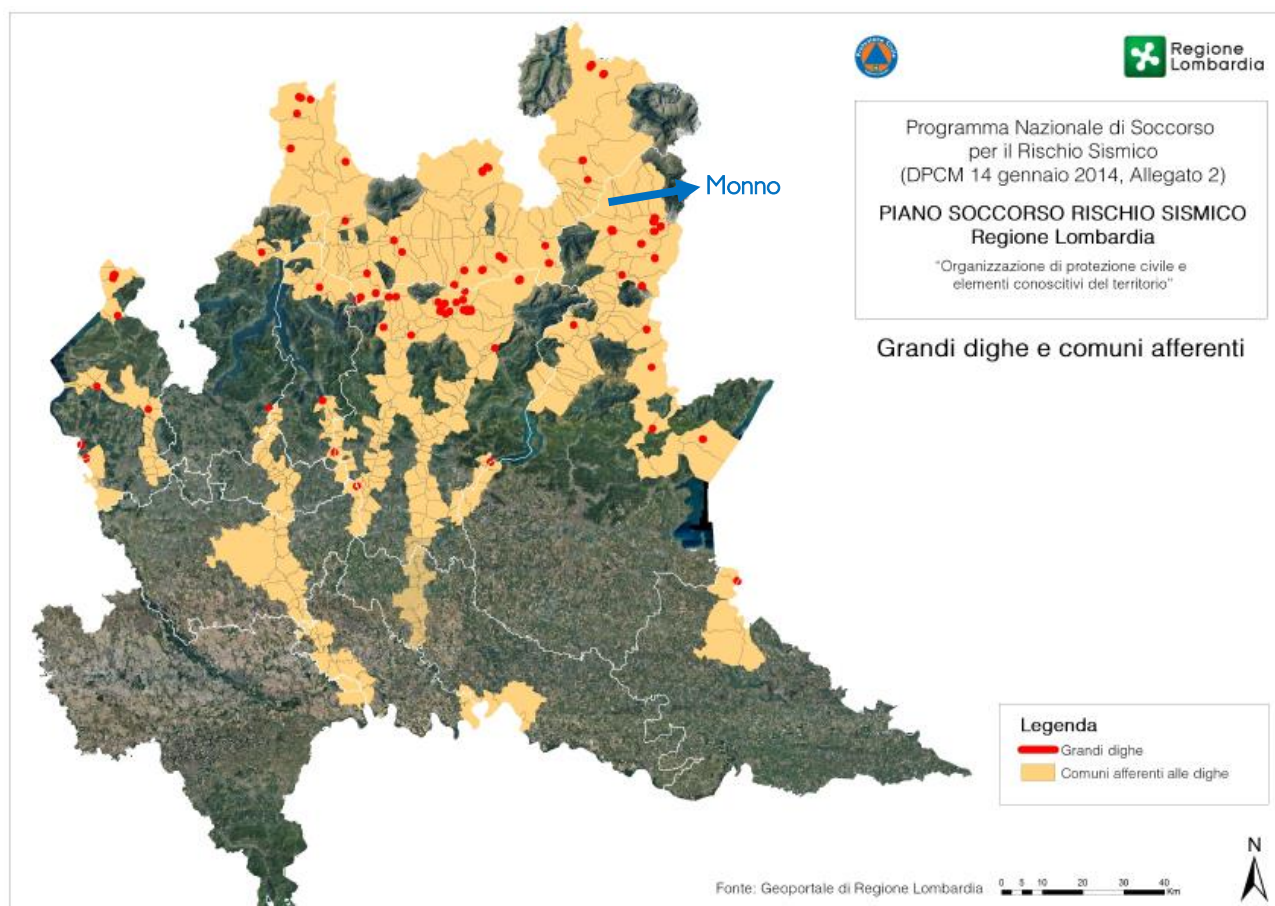 Protezione Civile
Regione
Lombardia
Programma Nazionale di Soccorso
per il Rischio Sismico
(DPCM 14 gennaio 2014, Allegato 2)
PIANO SOCCORSO RISCHIO SISMICO
Regione Lombardia
"Organizzazione di protezione civile e
elementi conoscitivi del territorio"
Grandi dighe e comuni afferenti
Monno
Legenda
Grandi dighe
Comuni afferenti alle dighe
Fonte: Geoportale di Regione Lombardia
0 5 10 20 30 40
Km
N